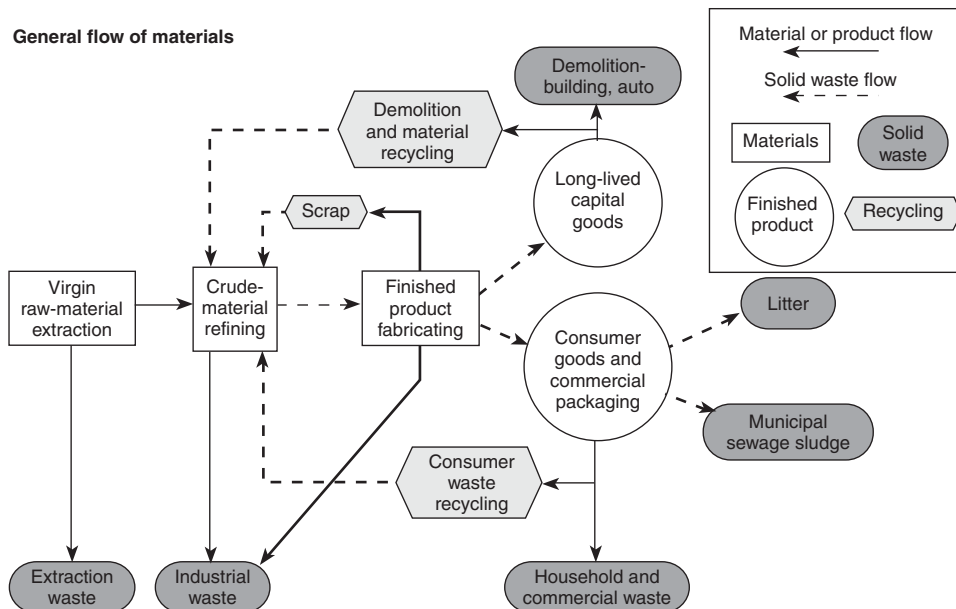 General flow of materials
Demolition-
building, auto
Demolition
and material
recycling
Long-lived
capital
goods
Scrap
Virgin
raw-material
extraction
Crude-
material
refining
Finished
product
fabricating
Consumer
goods and
commercial
packaging
Litter
Municipal
sewage sludge
Consumer
waste
recycling
Extraction
waste
Industrial
waste
Household and
commercial waste
Material or product flow
Solid waste flow
Materials
Solid
waste
Finished
product
Recycling